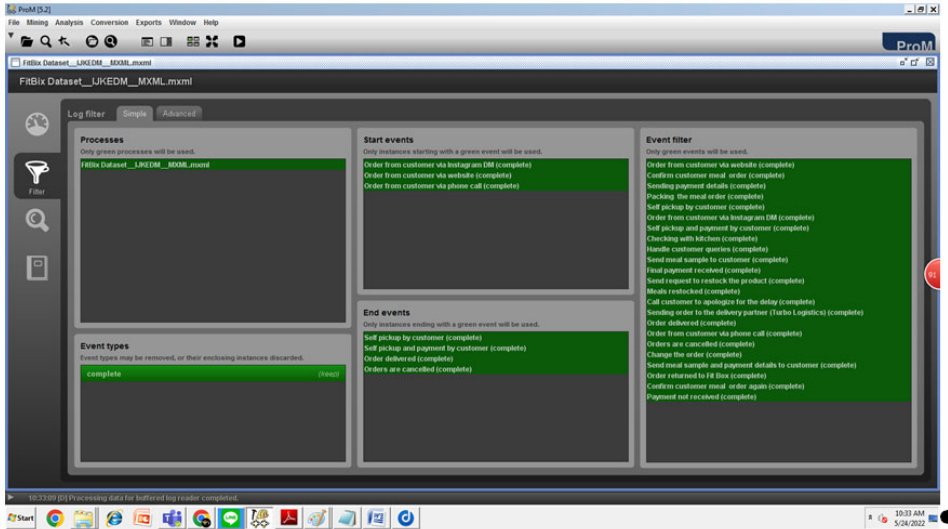 ProM [5.2]
File Mining Analysis Conversion Exports Window Help
ProM
FitBix Dataset__IJKEDM__MXML.mxml
FitBix Dataset__IJKEDM__MXML.mxml
Log filter Simple Advanced
Filter
Processes
Only green processes will be used.
FitBix Dataset__IJKEDM__MXML.mxml
Event types
Event types may be removed, or their enclosing instances discarded.
complete (keep)
Start events
Only instances starting with a green event will be used.
Order from customer via Instagram DM (complete)
Order from customer via website (complete)
Order from customer via phone call (complete)
End events
Only instances ending with a green event will be used.
Self pickup by customer (complete)
Self pickup and payment by customer (complete)
Order delivered (complete)
Orders are cancelled (complete)
Event filter
Only green events will be used.
Order from customer via website (complete)
Confirm customer meal order (complete)
Sending payment details (complete)
Packing the meal order (complete)
Self pickup by customer (complete)
Order from customer via Instagram DM (complete)
Self pickup and payment by customer (complete)
Checking with kitchen (complete)
Handle customer queries (complete)
Send meal sample to customer (complete)
Final payment received (complete)
Send request to restock the product (complete)
Meals restocked (complete)
Call customer to apologize for the delay (complete)
Sending order to the delivery partner (Turbo Logistics) (complete)
Order delivered (complete)
Order from customer via phone call (complete)
Orders are cancelled (complete)
Change the order (complete)
Send meal sample and payment details to customer (complete)
Order returned to Fit Box (complete)
Confirm customer meal order again (complete)
Payment not received (complete)
91
10:33:09 [D] Processing data for buffered log reader completed.
Start
10:33 AM
5/24/2022